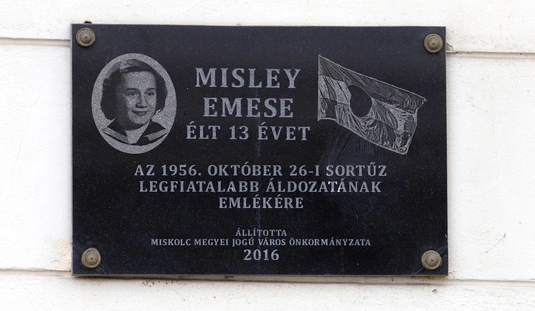 MISLEY
EMESE
ÉLT 13 ÉVET
AZ 1956. OKTÓBER 26-I SORTŰZ
LEGFIATALABB ÁLDOZATÁNAK
EMLÉKÉRE
ÁLLÍTOTTA
MISKOLC MEGYEI JOGÚ VÁROS ÖNKORMÁNYZATA
2016